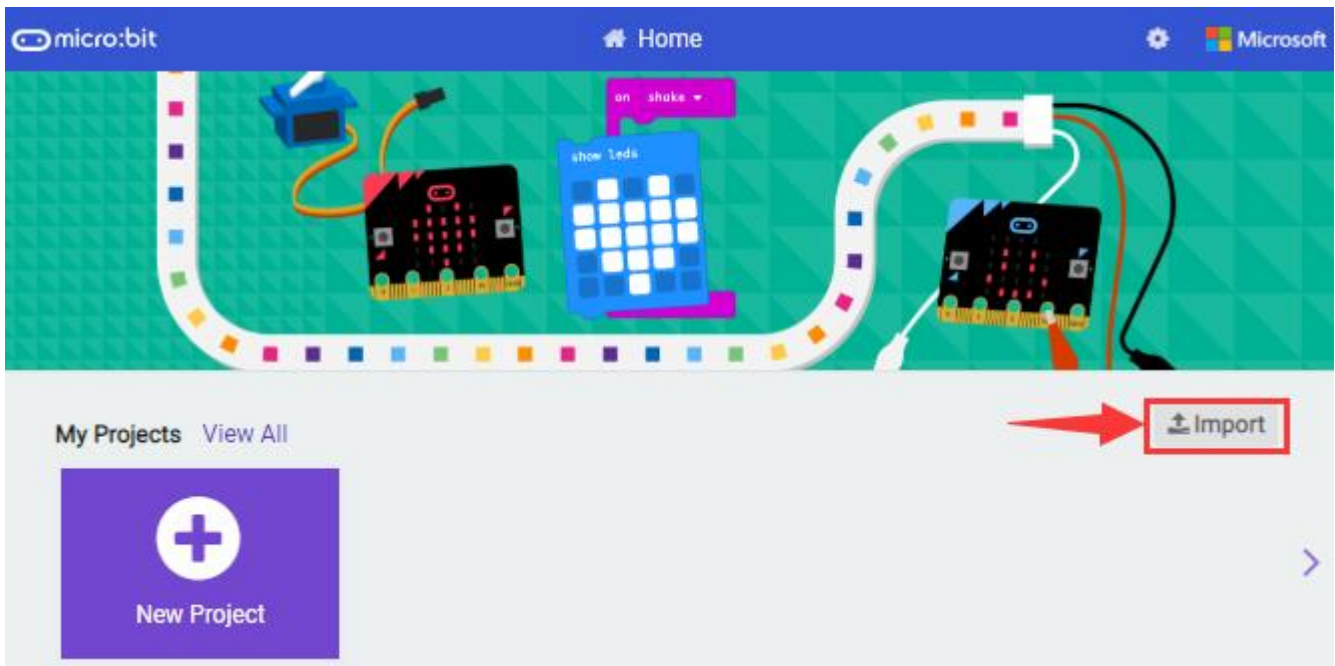 micro:bit
Home
Microsoft
on shake
show leds
My Projects View All
Import
New Project